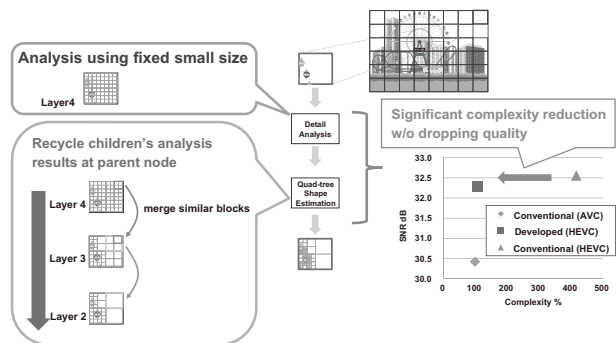 Analysis using fixed small size
Layer4
Recycle children's analysis
results at parent node
Layer 4
merge similar blocks
Layer 3
Layer 2
Detail
Analysis
Quad-tree
Shape
Estimation
Significant complexity reduction
w/o dropping quality
33.0
32.5
32.0
31.5
31.0
30.5
30.0
SNR dB
Conventional (AVC)
Developed (HEVC)
Conventional (HEVC)
0 100 200 300 400 500
Complexity %